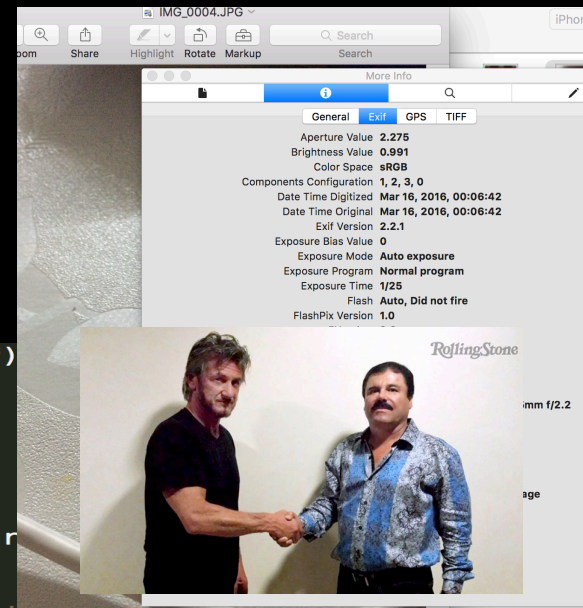 IMG_0004.JPG
iPhon
oom
Share
Highlight
Rotate
Markup
Search
Search
More Info
General Exif GPS TIFF
Aperture Value 2.275
Brightness Value 0.991
Color Space sRGB
Components Configuration 1, 2, 3, 0
Date Time Digitized Mar 16, 2016, 00:06:42
Date Time Original Mar 16, 2016, 00:06:42
Exif Version 2.2.1
Exposure Bias Value 0
Exposure Mode Auto exposure
Exposure Program Normal program
Exposure Time 1/25
Flash Auto, Did not fire
FlashPix Version 1.0
RollingStone
)
mm f/2.2
age
r